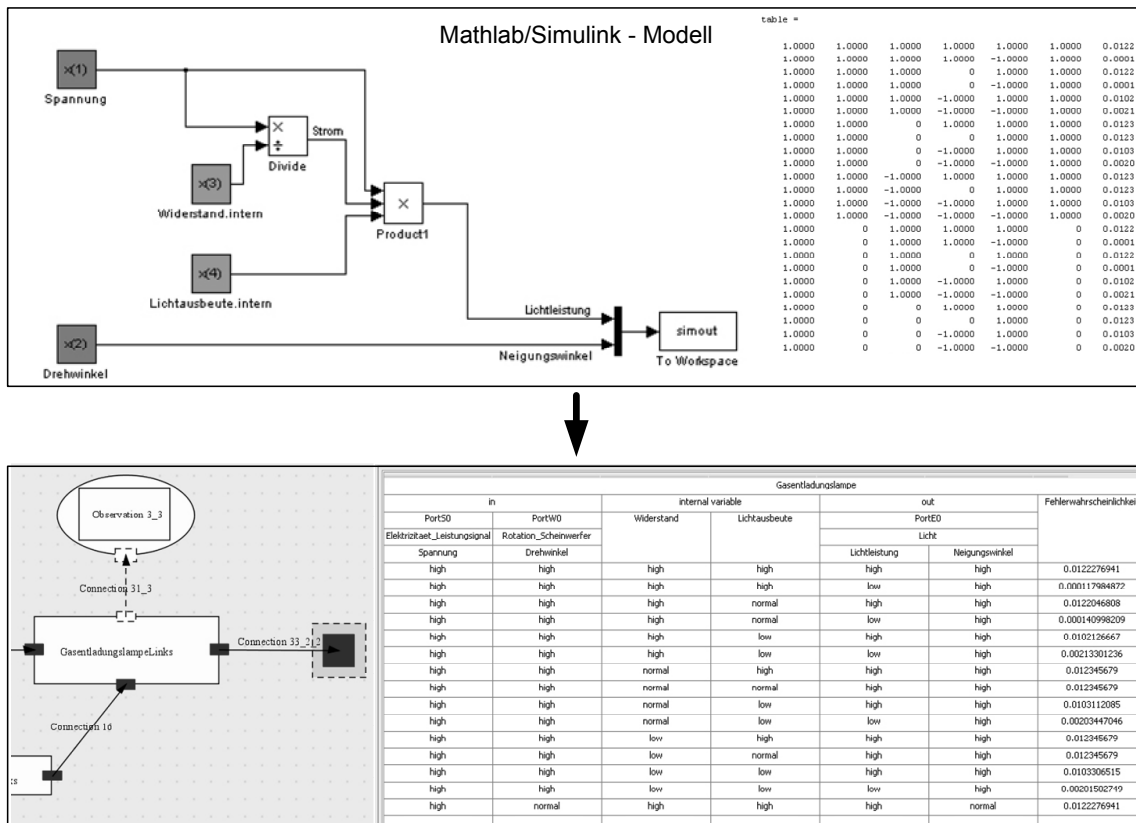 Mathlab/Simulink - Modell
x(1)
Spannung
×
÷
Divide
Strom
x(3)
Widerstand.intern
×
Product1
x(4)
Lichtausbeute.intern
Lichtleistung
x(2)
Drehwinkel
Neigungswinkel
simout
To Workspace
table =
1.0000 1.0000 1.0000 1.0000 1.0000 1.0000 0.0122
1.0000 1.0000 1.0000 1.0000 -1.0000 1.0000 0.0001
1.0000 1.0000 1.0000 0 1.0000 1.0000 0.0122
1.0000 1.0000 1.0000 0 -1.0000 1.0000 0.0001
1.0000 1.0000 1.0000 -1.0000 1.0000 1.0000 0.0102
1.0000 1.0000 1.0000 -1.0000 -1.0000 1.0000 0.0021
1.0000 1.0000 0 1.0000 1.0000 1.0000 0.0123
1.0000 1.0000 0 0 1.0000 1.0000 0.0123
1.0000 1.0000 0 -1.0000 1.0000 1.0000 0.0103
1.0000 1.0000 0 -1.0000 -1.0000 1.0000 0.0020
1.0000 1.0000 -1.0000 1.0000 1.0000 1.0000 0.0123
1.0000 1.0000 -1.0000 0 1.0000 1.0000 0.0123
1.0000 1.0000 -1.0000 -1.0000 1.0000 1.0000 0.0103
1.0000 1.0000 -1.0000 -1.0000 -1.0000 1.0000 0.0020
1.0000 0 1.0000 1.0000 1.0000 0 0.0122
1.0000 0 1.0000 1.0000 -1.0000 0 0.0001
1.0000 0 1.0000 0 1.0000 0 0.0122
1.0000 0 1.0000 0 -1.0000 0 0.0001
1.0000 0 1.0000 -1.0000 1.0000 0 0.0102
1.0000 0 1.0000 -1.0000 -1.0000 0 0.0021
1.0000 0 0 1.0000 1.0000 0 0.0123
1.0000 0 0 0 1.0000 0 0.0123
1.0000 0 0 -1.0000 1.0000 0 0.0103
1.0000 0 0 -1.0000 -1.0000 0 0.0020
Observation 3_3
Connection 31_3
GasentladungslampeLinks
Connection 33_2_2
Connection 16
Gasentladungslampe
in internal variable out Fehlerwahrscheinlichkei
PortS0 PortW0 Widerstand Lichtausbeute PortE0
Elektrizitaet_Leistungsignal Rotation_Scheinwerfer Licht
Spannung Drehwinkel Lichtleistung Neigungswinkel
high high high high high high 0.0122276941
high high high high low high 0.000117984872
high high high normal high high 0.0122046808
high high high normal low high 0.000140998209
high high high low high high 0.0102126667
high high high low low high 0.00213301236
high high normal high high high 0.012345679
high high normal normal high high 0.012345679
high high normal low high high 0.0103112085
high high normal low low high 0.00203447046
high high low high high high 0.012345679
high high low normal high high 0.012345679
high high low low high high 0.0103306515
high high low low low high 0.00201502749
high normal high high high normal 0.0122276941